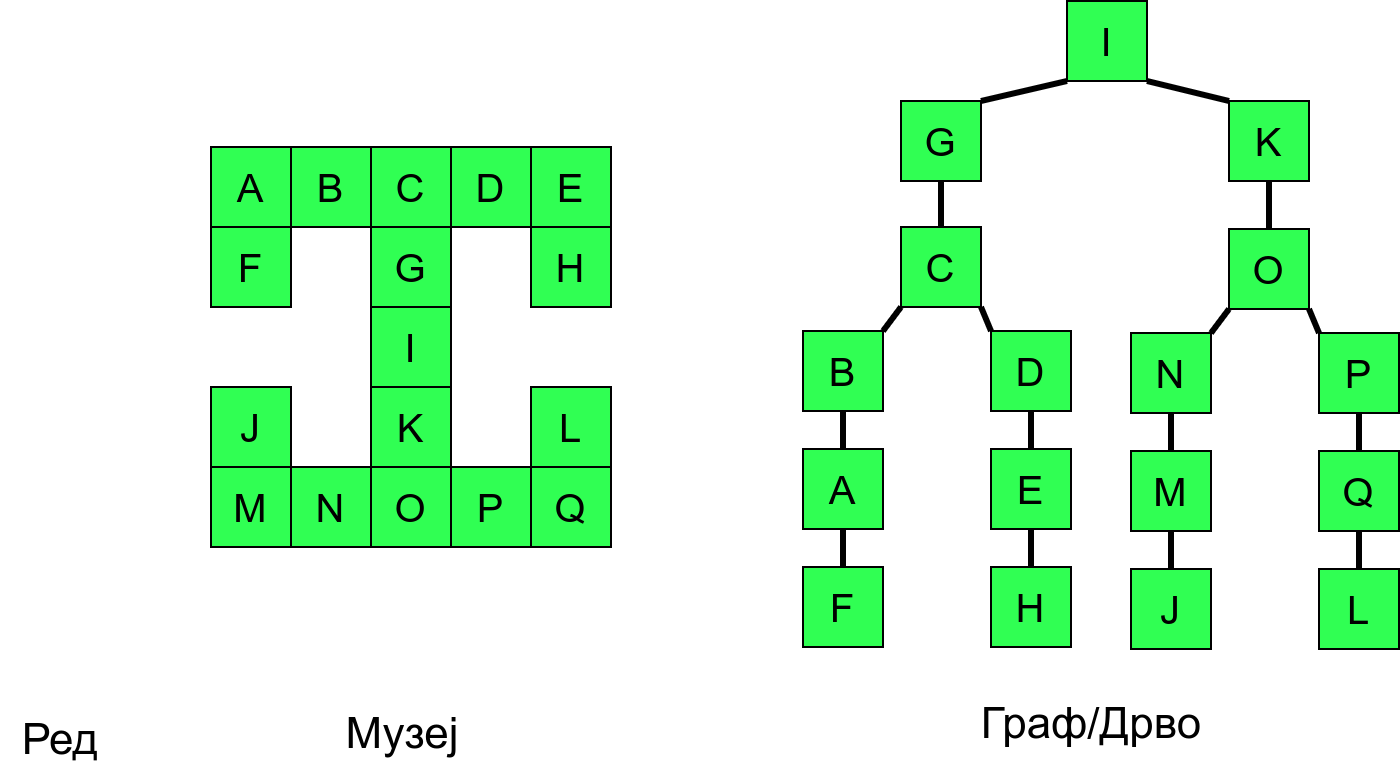 A B C D E
F G H
I
J K L
M N O P Q
I
G K
C O
B D N P
A E M Q
F H J L
Ред
Музеј
Граф/Дрво